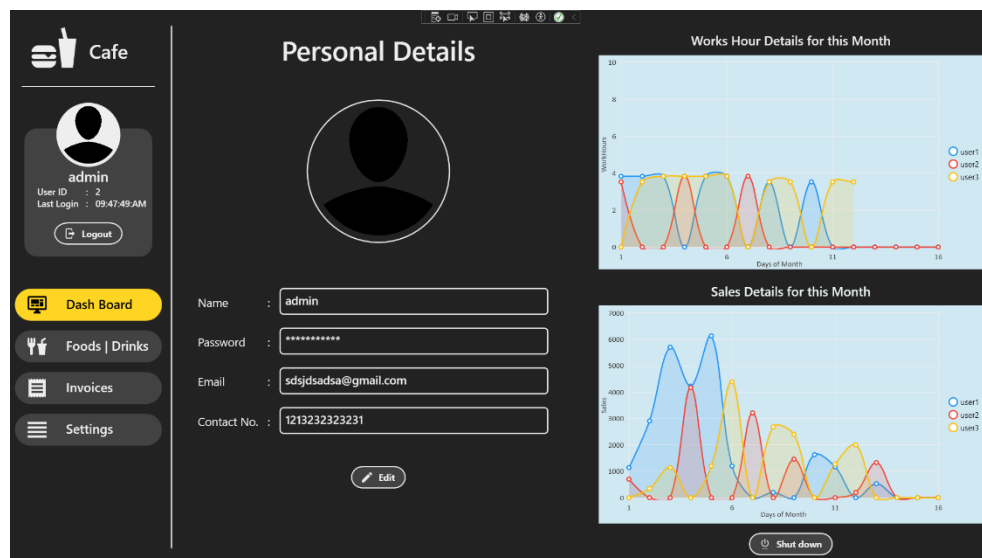 Cafe
admin
User ID : 2
Last Login : 09:47:49:AM
Logout
Dash Board
Foods | Drinks
Invoices
Settings
Personal Details
Name : admin
Password : ***********
Email : sdsjdsadsa@gmail.com
Contact No. : 1213232323231
Edit
Works Hour Details for this Month
10
8
6
4
2
0
WorkHours
1 6 11 16
Days of Month
user1
user2
user3
Sales Details for this Month
7000
6000
5000
4000
3000
2000
1000
0
Sales
1 6 11 16
Days of Month
user1
user2
user3
Shut down